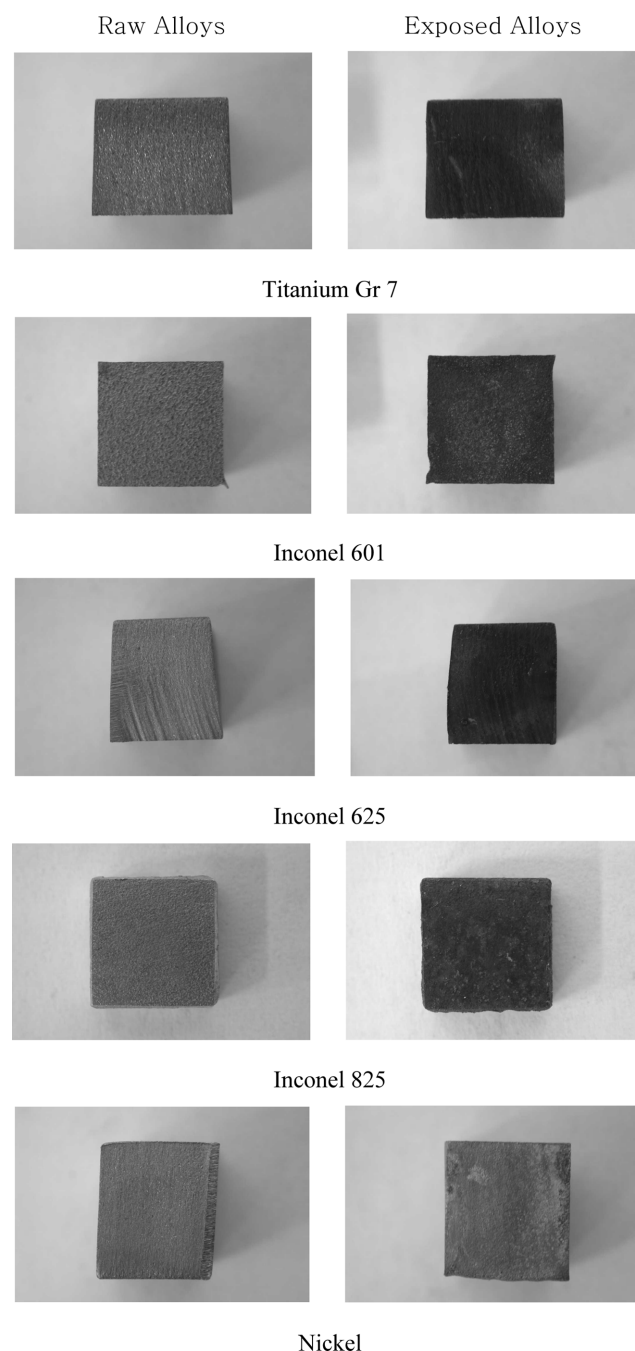 Raw Alloys
Exposed Alloys
Titanium Gr 7
Inconel 601
Inconel 625
Inconel 825
Nickel